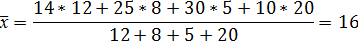 x̅ = (14 * 12 + 25 * 8 + 30 * 5 + 10 * 20) / (12 + 8 + 5 + 20) = 16